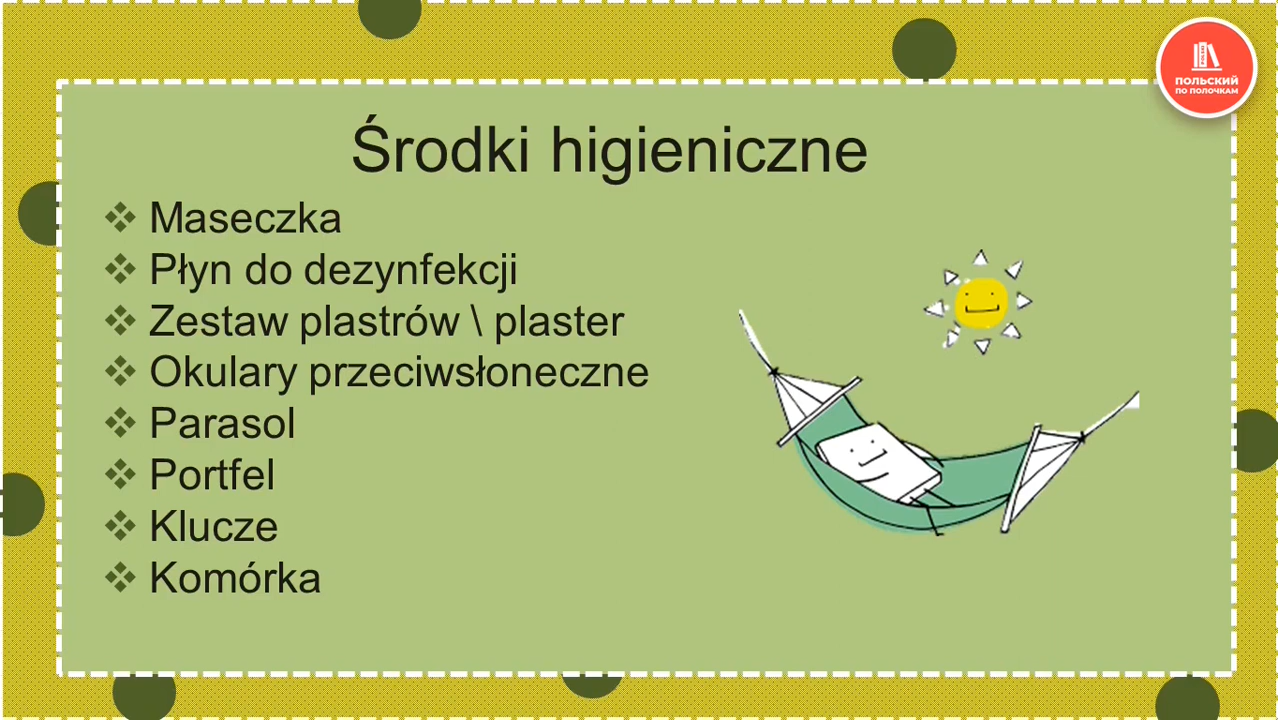 ПОЛЬСКИЙ
ПО ПОЛОЧКАМ
Środki higieniczne
Maseczka
Płyn do dezynfekcji
Zestaw plastrów \ plaster
Okulary przeciwsłoneczne
Parasol
Portfel
Klucze
Komórka